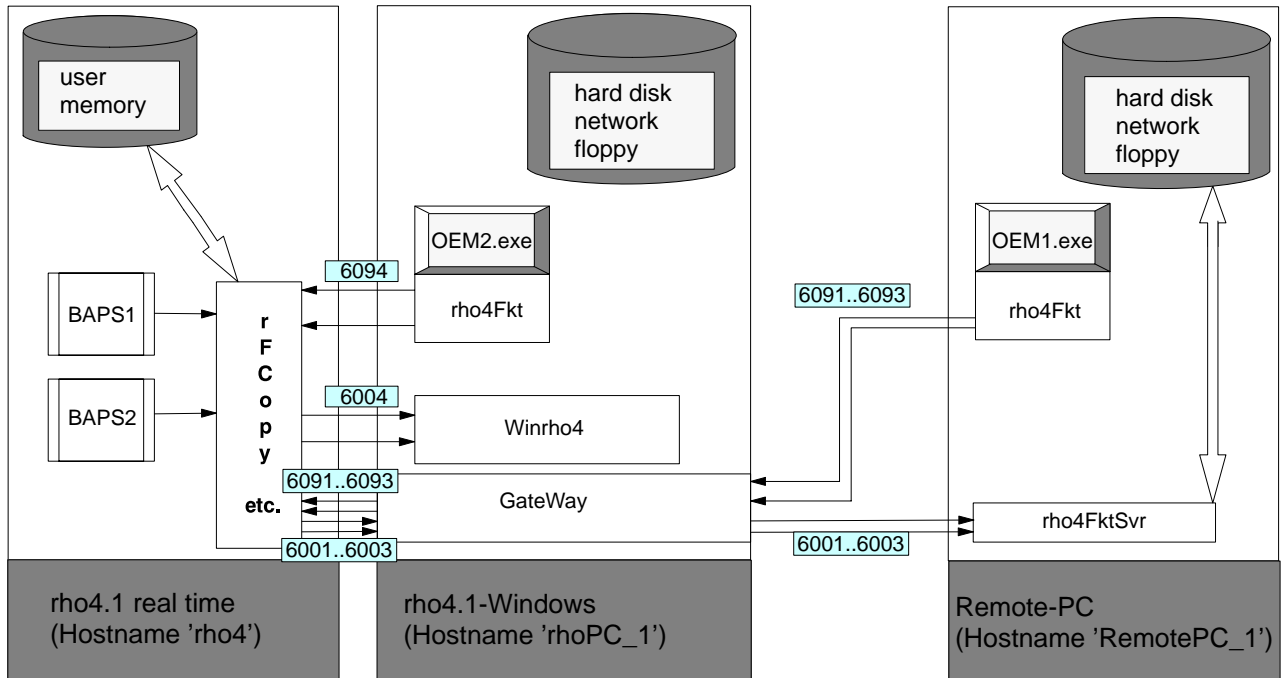 user
memory
BAPS1
BAPS2
r
F
C
o
p
y
etc.
rho4.1 real time
(Hostname ’rho4’)
hard disk
network
floppy
OEM2.exe
rho4Fkt
6094
6004
Winrho4
6091..6093
GateWay
6001..6003
rho4.1-Windows
(Hostname ’rhoPC_1’)
6091..6093
6001..6003
hard disk
network
floppy
OEM1.exe
rho4Fkt
rho4FktSvr
Remote-PC
(Hostname ’RemotePC_1’)